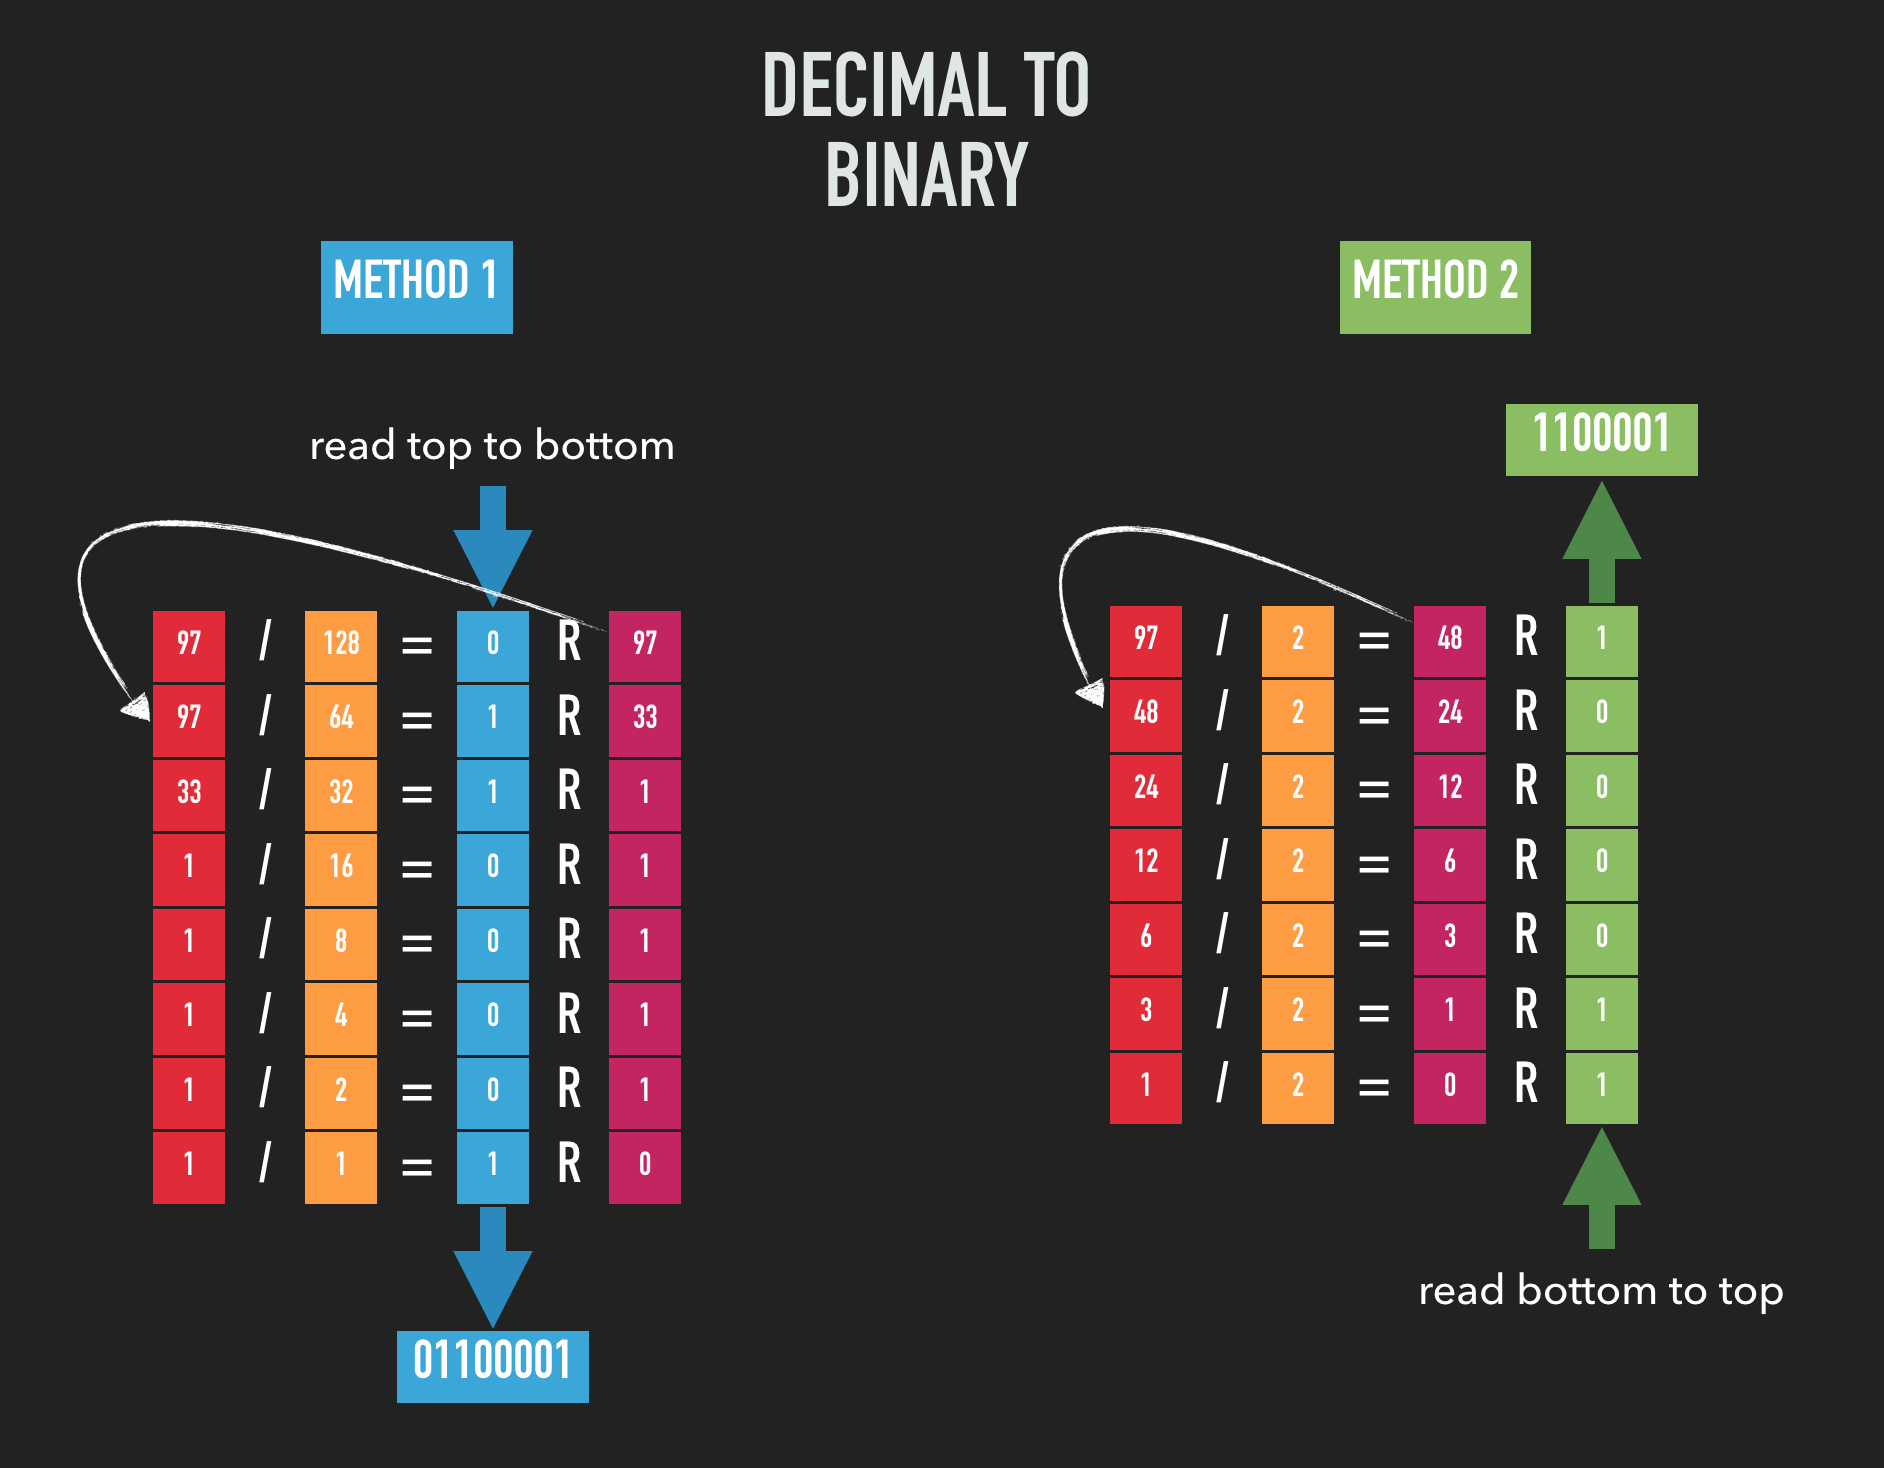 DECIMAL TO
BINARY
METHOD 1
read top to bottom
97 / 128 = 0 R 97
97 / 64 = 1 R 33
33 / 32 = 1 R 1
1 / 16 = 0 R 1
1 / 8 = 0 R 1
1 / 4 = 0 R 1
1 / 2 = 0 R 1
1 / 1 = 1 R 0
01100001
METHOD 2
1100001
97 / 2 = 48 R 1
48 / 2 = 24 R 0
24 / 2 = 12 R 0
12 / 2 = 6 R 0
6 / 2 = 3 R 0
3 / 2 = 1 R 1
1 / 2 = 0 R 1
read bottom to top